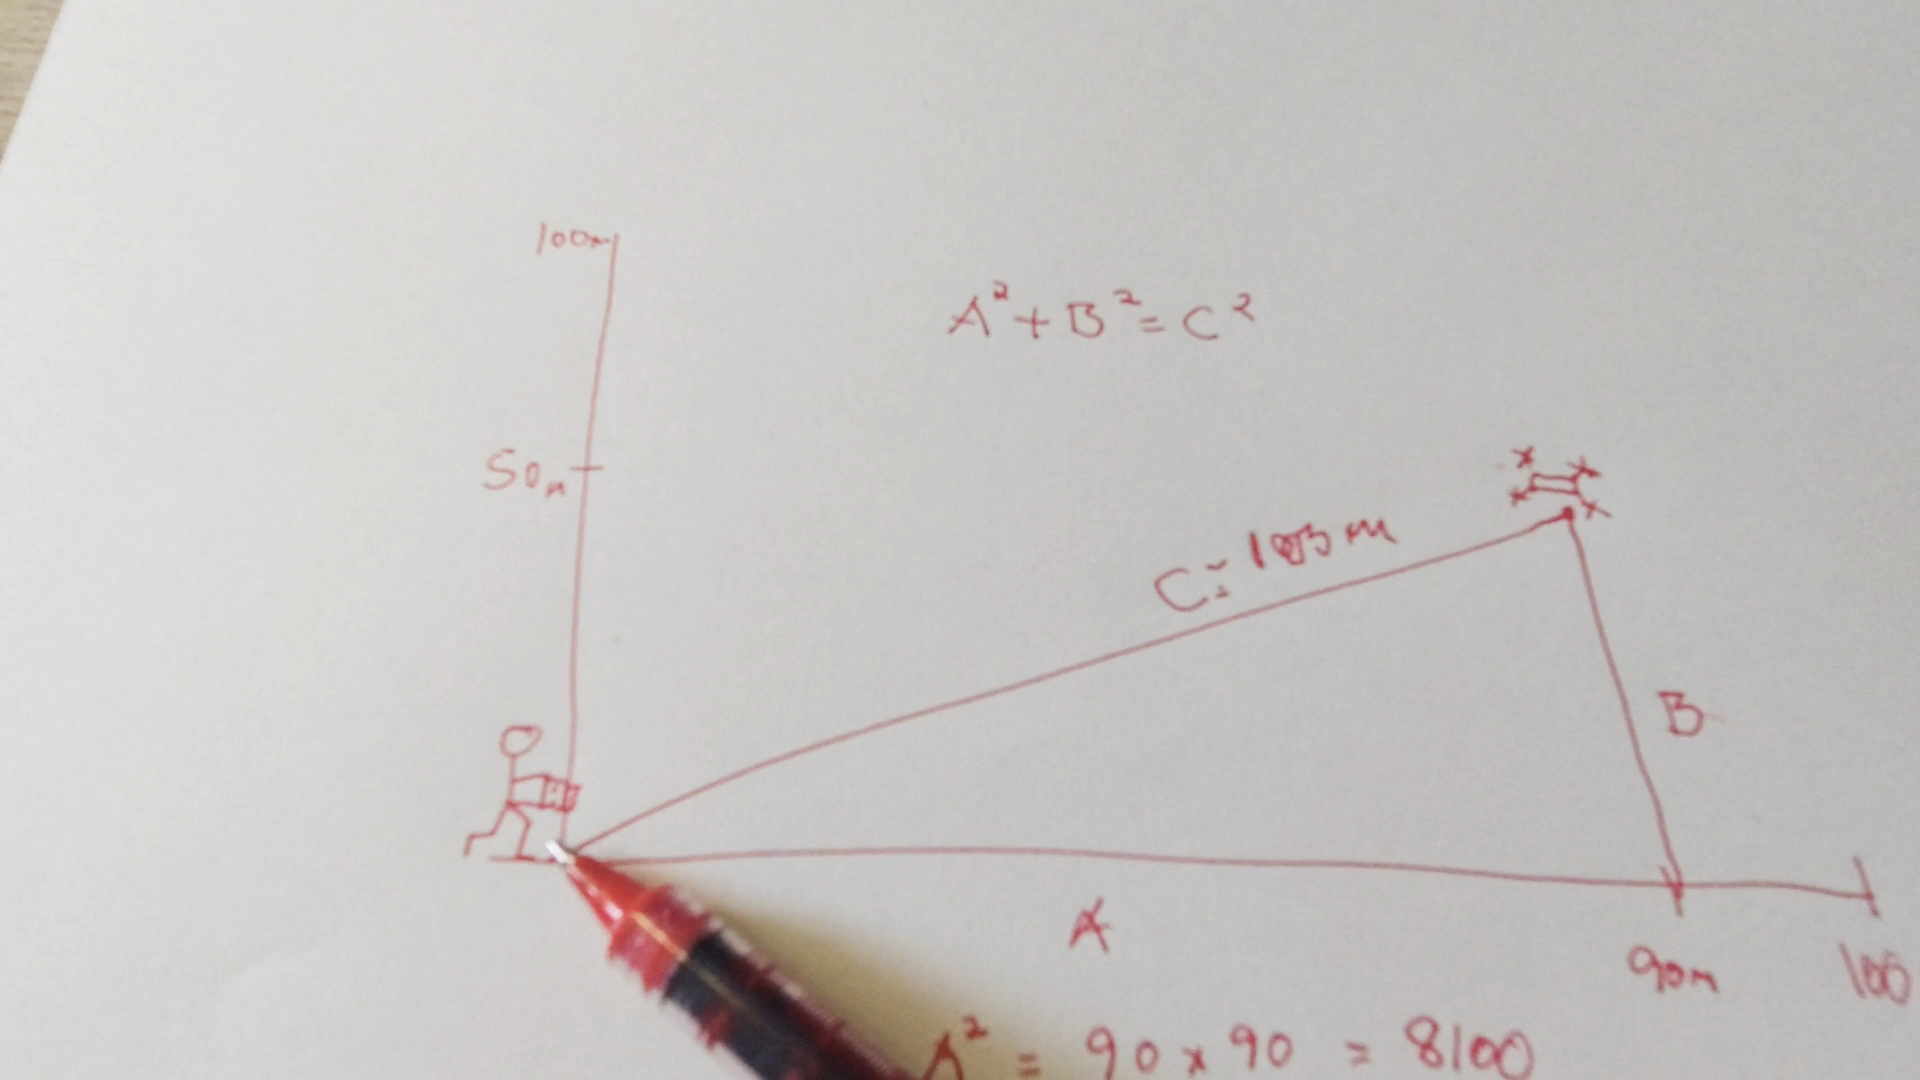 100m
A² + B² = C²
50m
C = 103m
B
A
90m
100
A² = 90 x 90 = 8100